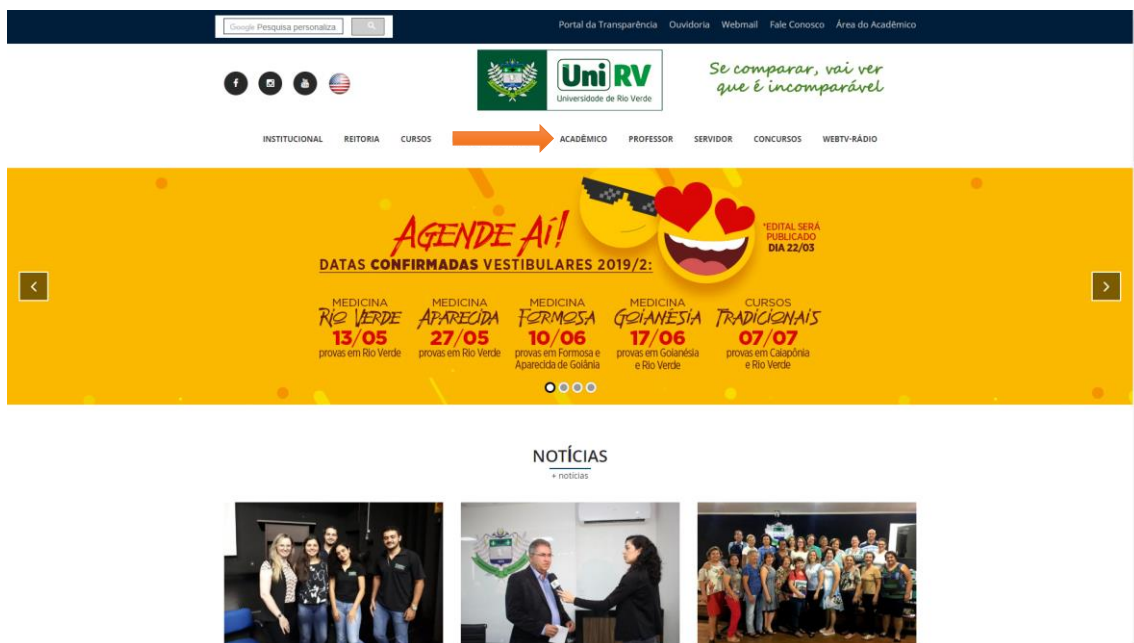 Google Pesquisa personaliza
Portal da Transparência Ouvidoria Webmail Fale Conosco Área do Acadêmico
Uni RV
Universidade de Rio Verde
Se comparar, vai ver
que é incomparável
INSTITUCIONAL REITORIA CURSOS ACADÊMICO PROFESSOR SERVIDOR CONCURSOS WEBTV-RÁDIO
AGENDE AÍ!
DATAS CONFIRMADAS VESTIBULARES 2019/2:
*EDITAL SERÁ
PUBLICADO
DIA 22/03
MEDICINA
RIO VERDE
13/05
provas em Rio Verde
MEDICINA
APARECIDA
27/05
provas em Rio Verde
MEDICINA
FORMOSA
10/06
provas em Formosa e
Aparecida de Goiânia
MEDICINA
GOIANÉSIA
17/06
provas em Goianésia
e Rio Verde
CURSOS
TRADICIONAIS
07/07
provas em Caiapônia
e Rio Verde
NOTÍCIAS
+ notícias